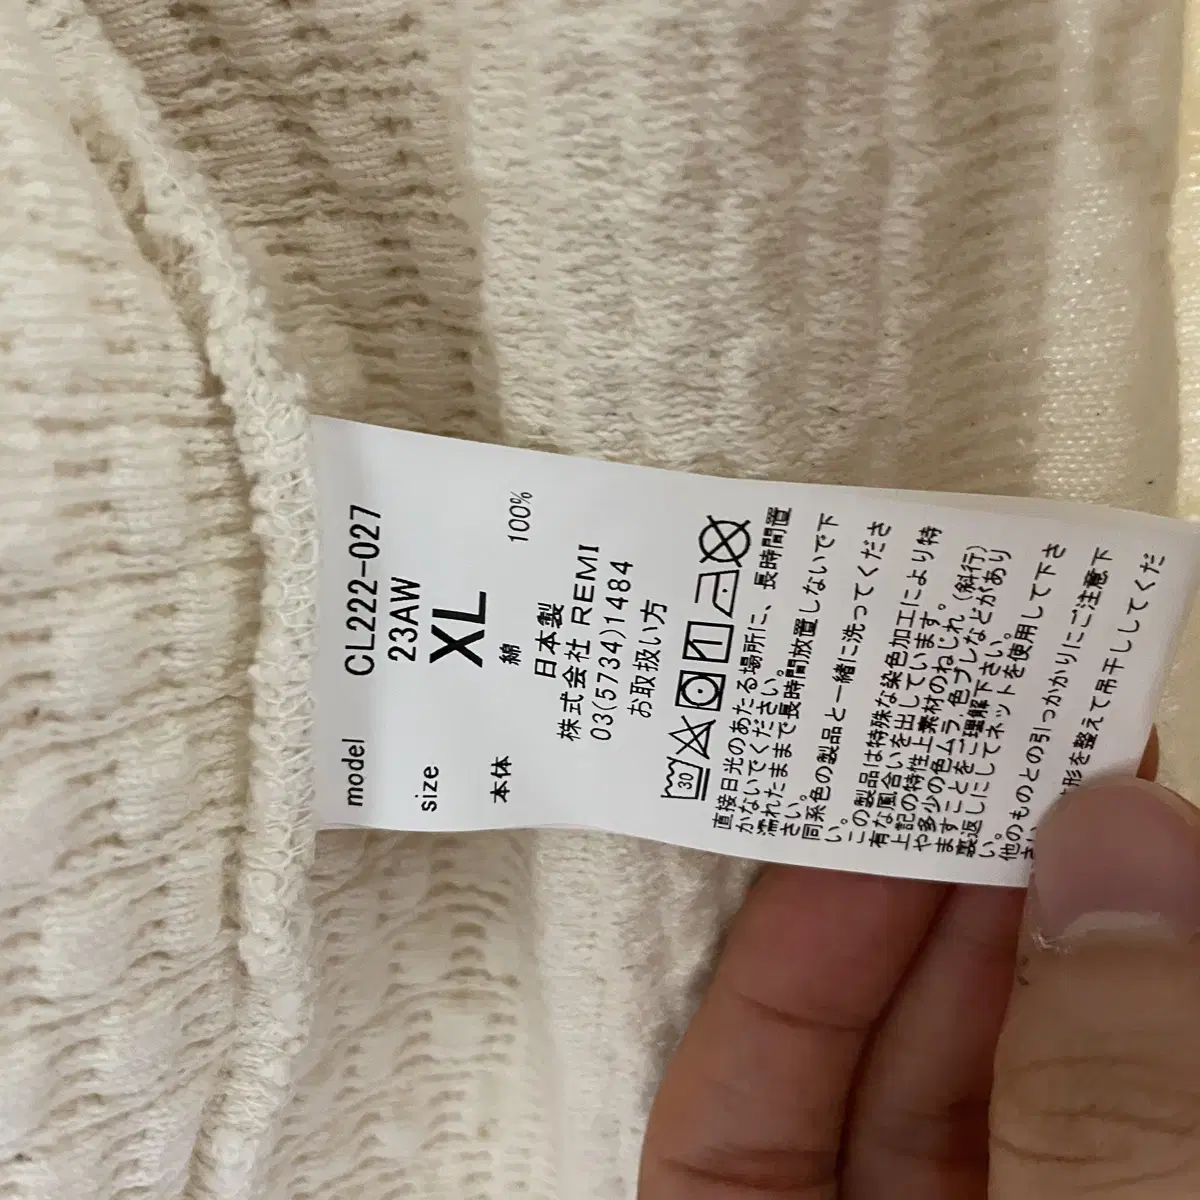 model CL222-027
23AW
size XL
本体 綿 100%
日本製
株式会社 REMI
03(5734)1484
お取扱い方
30
直接日光のあたる場所に、長時間置
かないでください。
濡れたままで長時間放置しないで下
さい。
同系色の製品と一緒に洗ってくださ
い。
この製品は特殊な染色加工により特
有な風合いを出しています。
上記の特性上素材のねじれ(斜行)
や多少の色ムラ,色ブレなどがあり
ますことをご理解下さい。
裏返しにしてネットを使用して下さ
い。
他のものとの引っかかりにご注意下
さい
形を整えて吊干ししてくだ